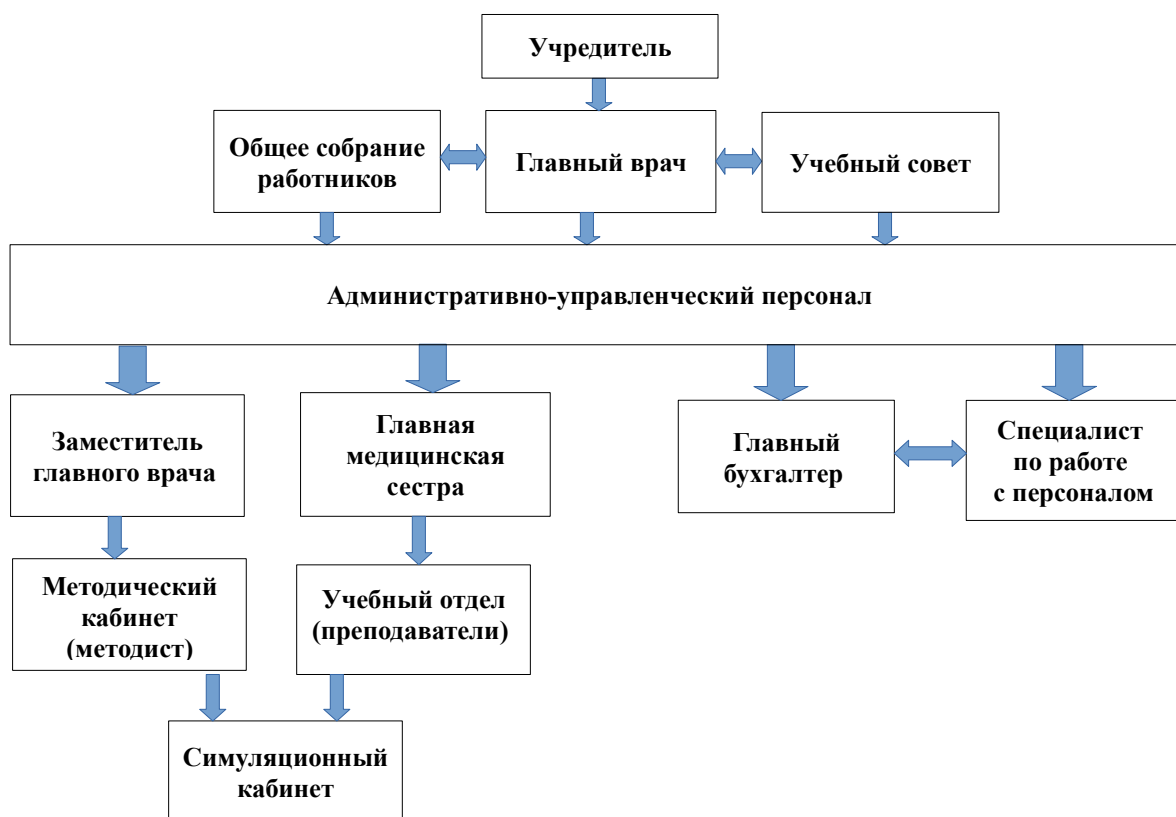 Учредитель
Общее собрание
работников
Главный врач
Учебный совет
Административно-управленческий персонал
Заместитель
главного врача
Главная
медицинская
сестра
Главный
бухгалтер
Специалист
по работе
с персоналом
Методический
кабинет
(методист)
Учебный отдел
(преподаватели)
Симуляционный
кабинет